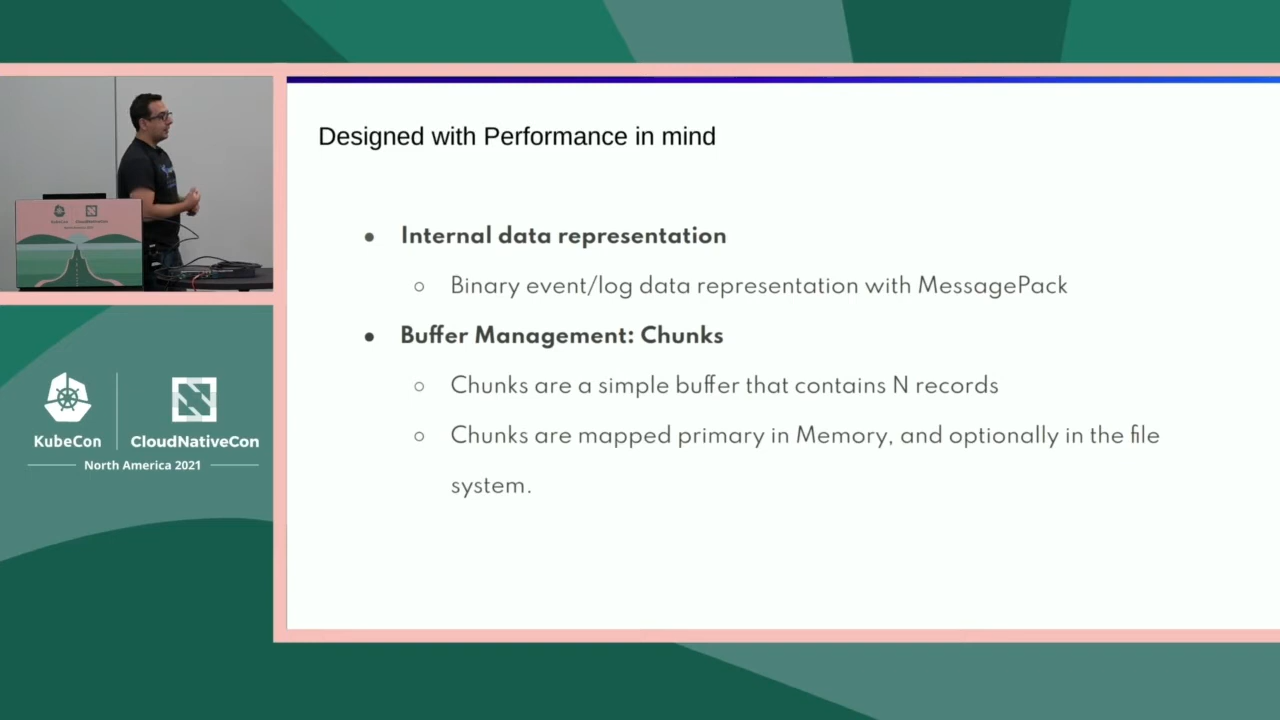 Designed with Performance in mind
● Internal data representation
○ Binary event/log data representation with MessagePack
● Buffer Management: Chunks
○ Chunks are a simple buffer that contains N records
○ Chunks are mapped primary in Memory, and optionally in the file
system.
KubeCon
CloudNativeCon
North America 2021